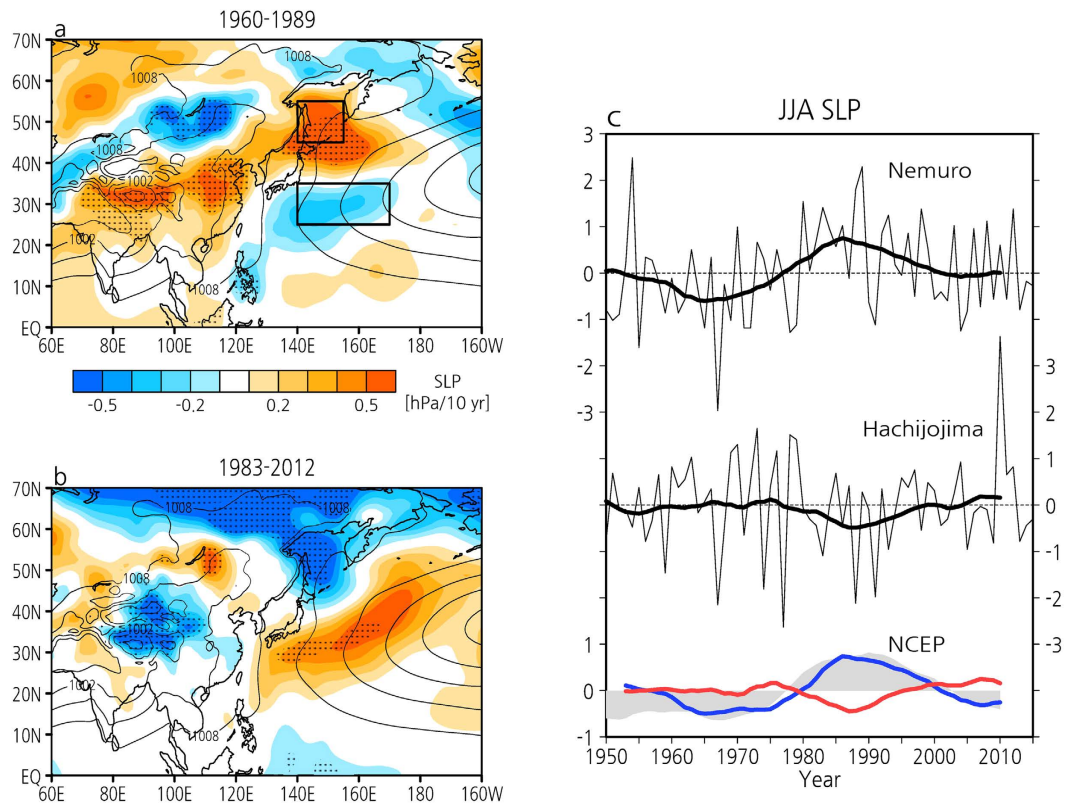 a
1960-1989
70N
60N
50N
40N
30N
20N
10N
EQ
1008
1008
1008
1002
1002
1008
60E 80E 100E 120E 140E 160E 180E 160W
-0.5 -0.2 0.2 0.5
SLP
[hPa/10 yr]
b
1983-2012
70N
60N
50N
40N
30N
20N
10N
EQ
1008
1008
1008
1002
1002
1008
60E 80E 100E 120E 140E 160E 180E 160W
c
JJA SLP
3
2
1
0
-1
-2
-3
Nemuro
3
2
1
0
-1
-2
-3
Hachijojima
NCEP
1
0
-1
1950 1960 1970 1980 1990 2000 2010
Year